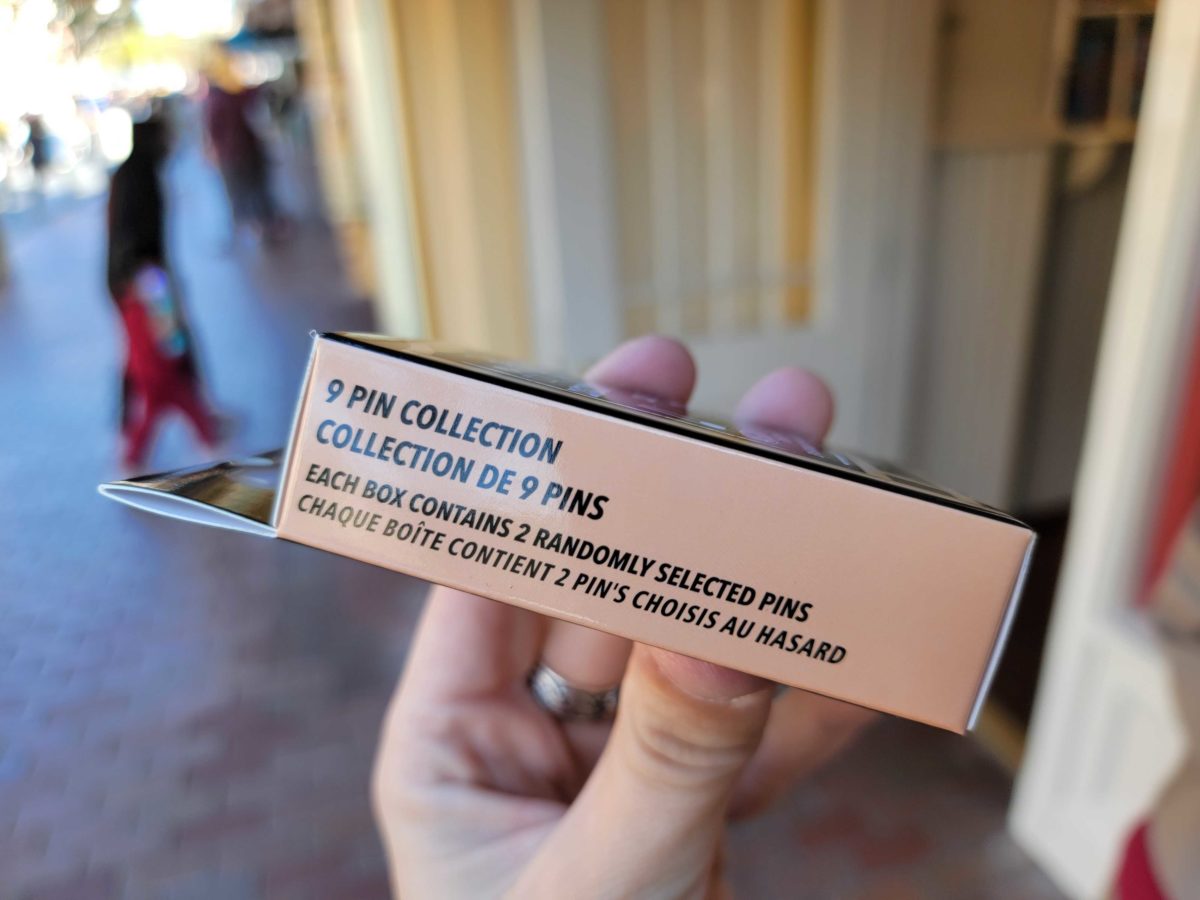 9 PIN COLLECTION
COLLECTION DE 9 PINS
EACH BOX CONTAINS 2 RANDOMLY SELECTED PINS
CHAQUE BOÎTE CONTIENT 2 PIN'S CHOISIS AU HASARD